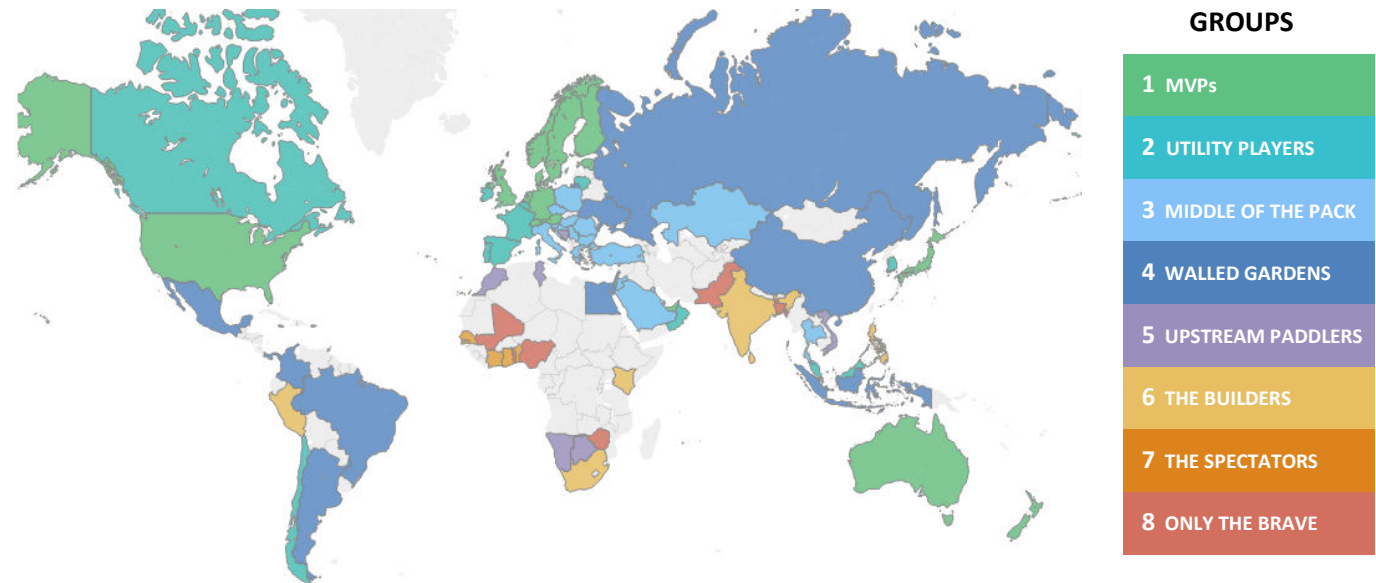 GROUPS
1 MVPs
2 UTILITY PLAYERS
3 MIDDLE OF THE PACK
4 WALLED GARDENS
5 UPSTREAM PADDLERS
6 THE BUILDERS
7 THE SPECTATORS
8 ONLY THE BRAVE